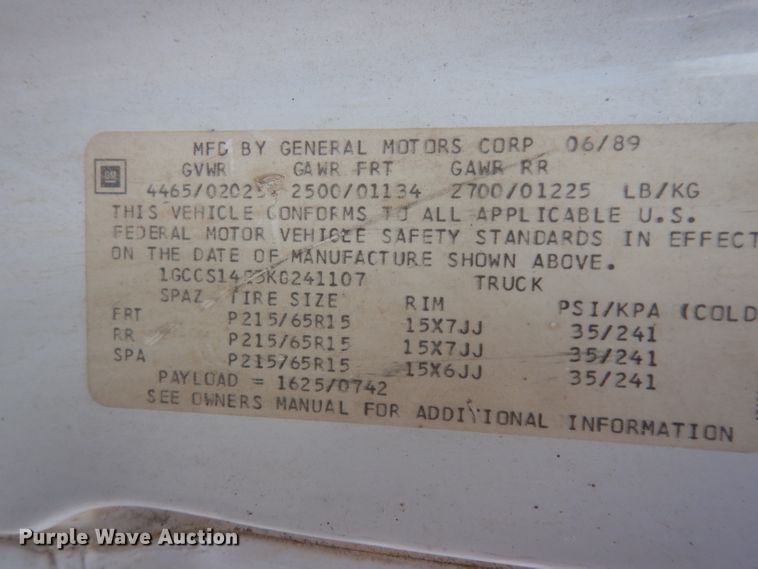 MFD BY GENERAL MOTORS CORP 06/89
GVWR GAWR FRT GAWR RR
GM
4465/02025 2500/01134 2700/01225 LB/KG
THIS VEHICLE CONFORMS TO ALL APPLICABLE U.S.
FEDERAL MOTOR VEHICLE SAFETY STANDARDS IN EFFECT
ON THE DATE OF MANUFACTURE SHOWN ABOVE.
TRUCK
SPAZ TIRE SIZE RIM PSI/KPA (COLD
FRT P215/65R15 15X7JJ 35/241
RR P215/65R15 15X7JJ 35/241
SPA P215/65R15 15X6JJ 35/241
PAYLOAD = 1625/0742
SEE OWNERS MANUAL FOR ADDITIONAL INFORMATION
Purple Wave Auction